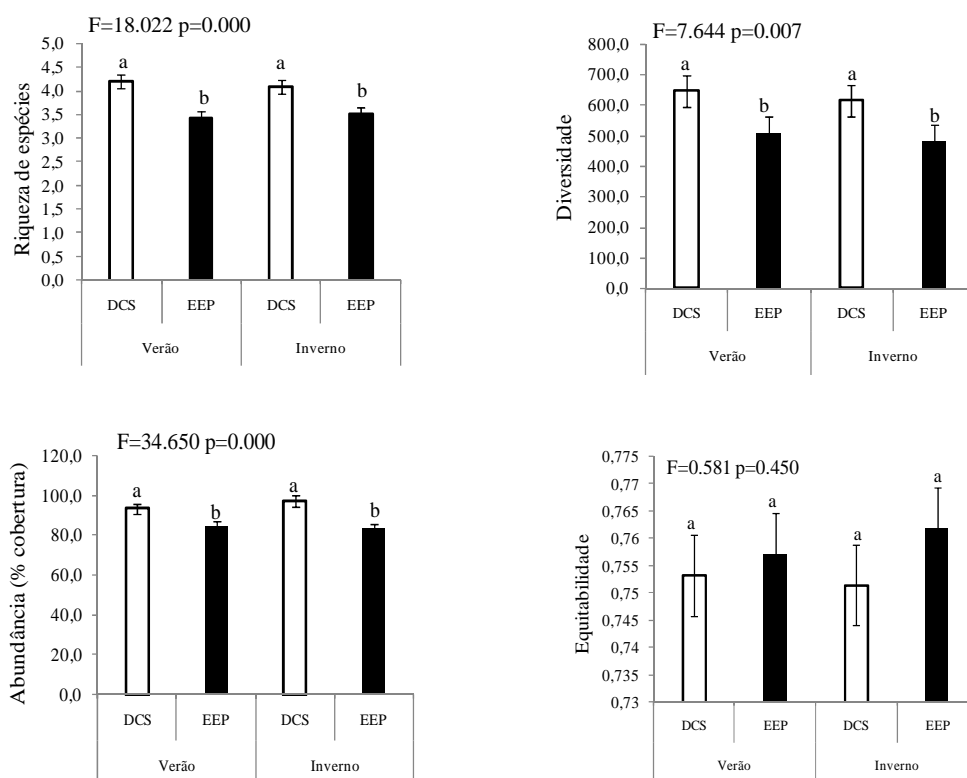 F=18.022 p=0.000
Riqueza de espécies
5,0
4,5
4,0
3,5
3,0
2,5
2,0
1,5
1,0
0,5
0,0
a
b
a
b
DCS EEP DCS EEP
Verão Inverno
F=7.644 p=0.007
Diversidade
800,0
700,0
600,0
500,0
400,0
300,0
200,0
100,0
0,0
a
b
a
b
DCS EEP DCS EEP
Verão Inverno
F=34.650 p=0.000
Abundância (% cobertura)
120,0
100,0
80,0
60,0
40,0
20,0
0,0
a
b
a
b
DCS EEP DCS EEP
Verão Inverno
F=0.581 p=0.450
Equitabilidade
0,775
0,77
0,765
0,76
0,755
0,75
0,745
0,74
0,735
0,73
a
a
a
a
DCS EEP DCS EEP
Verão Inverno